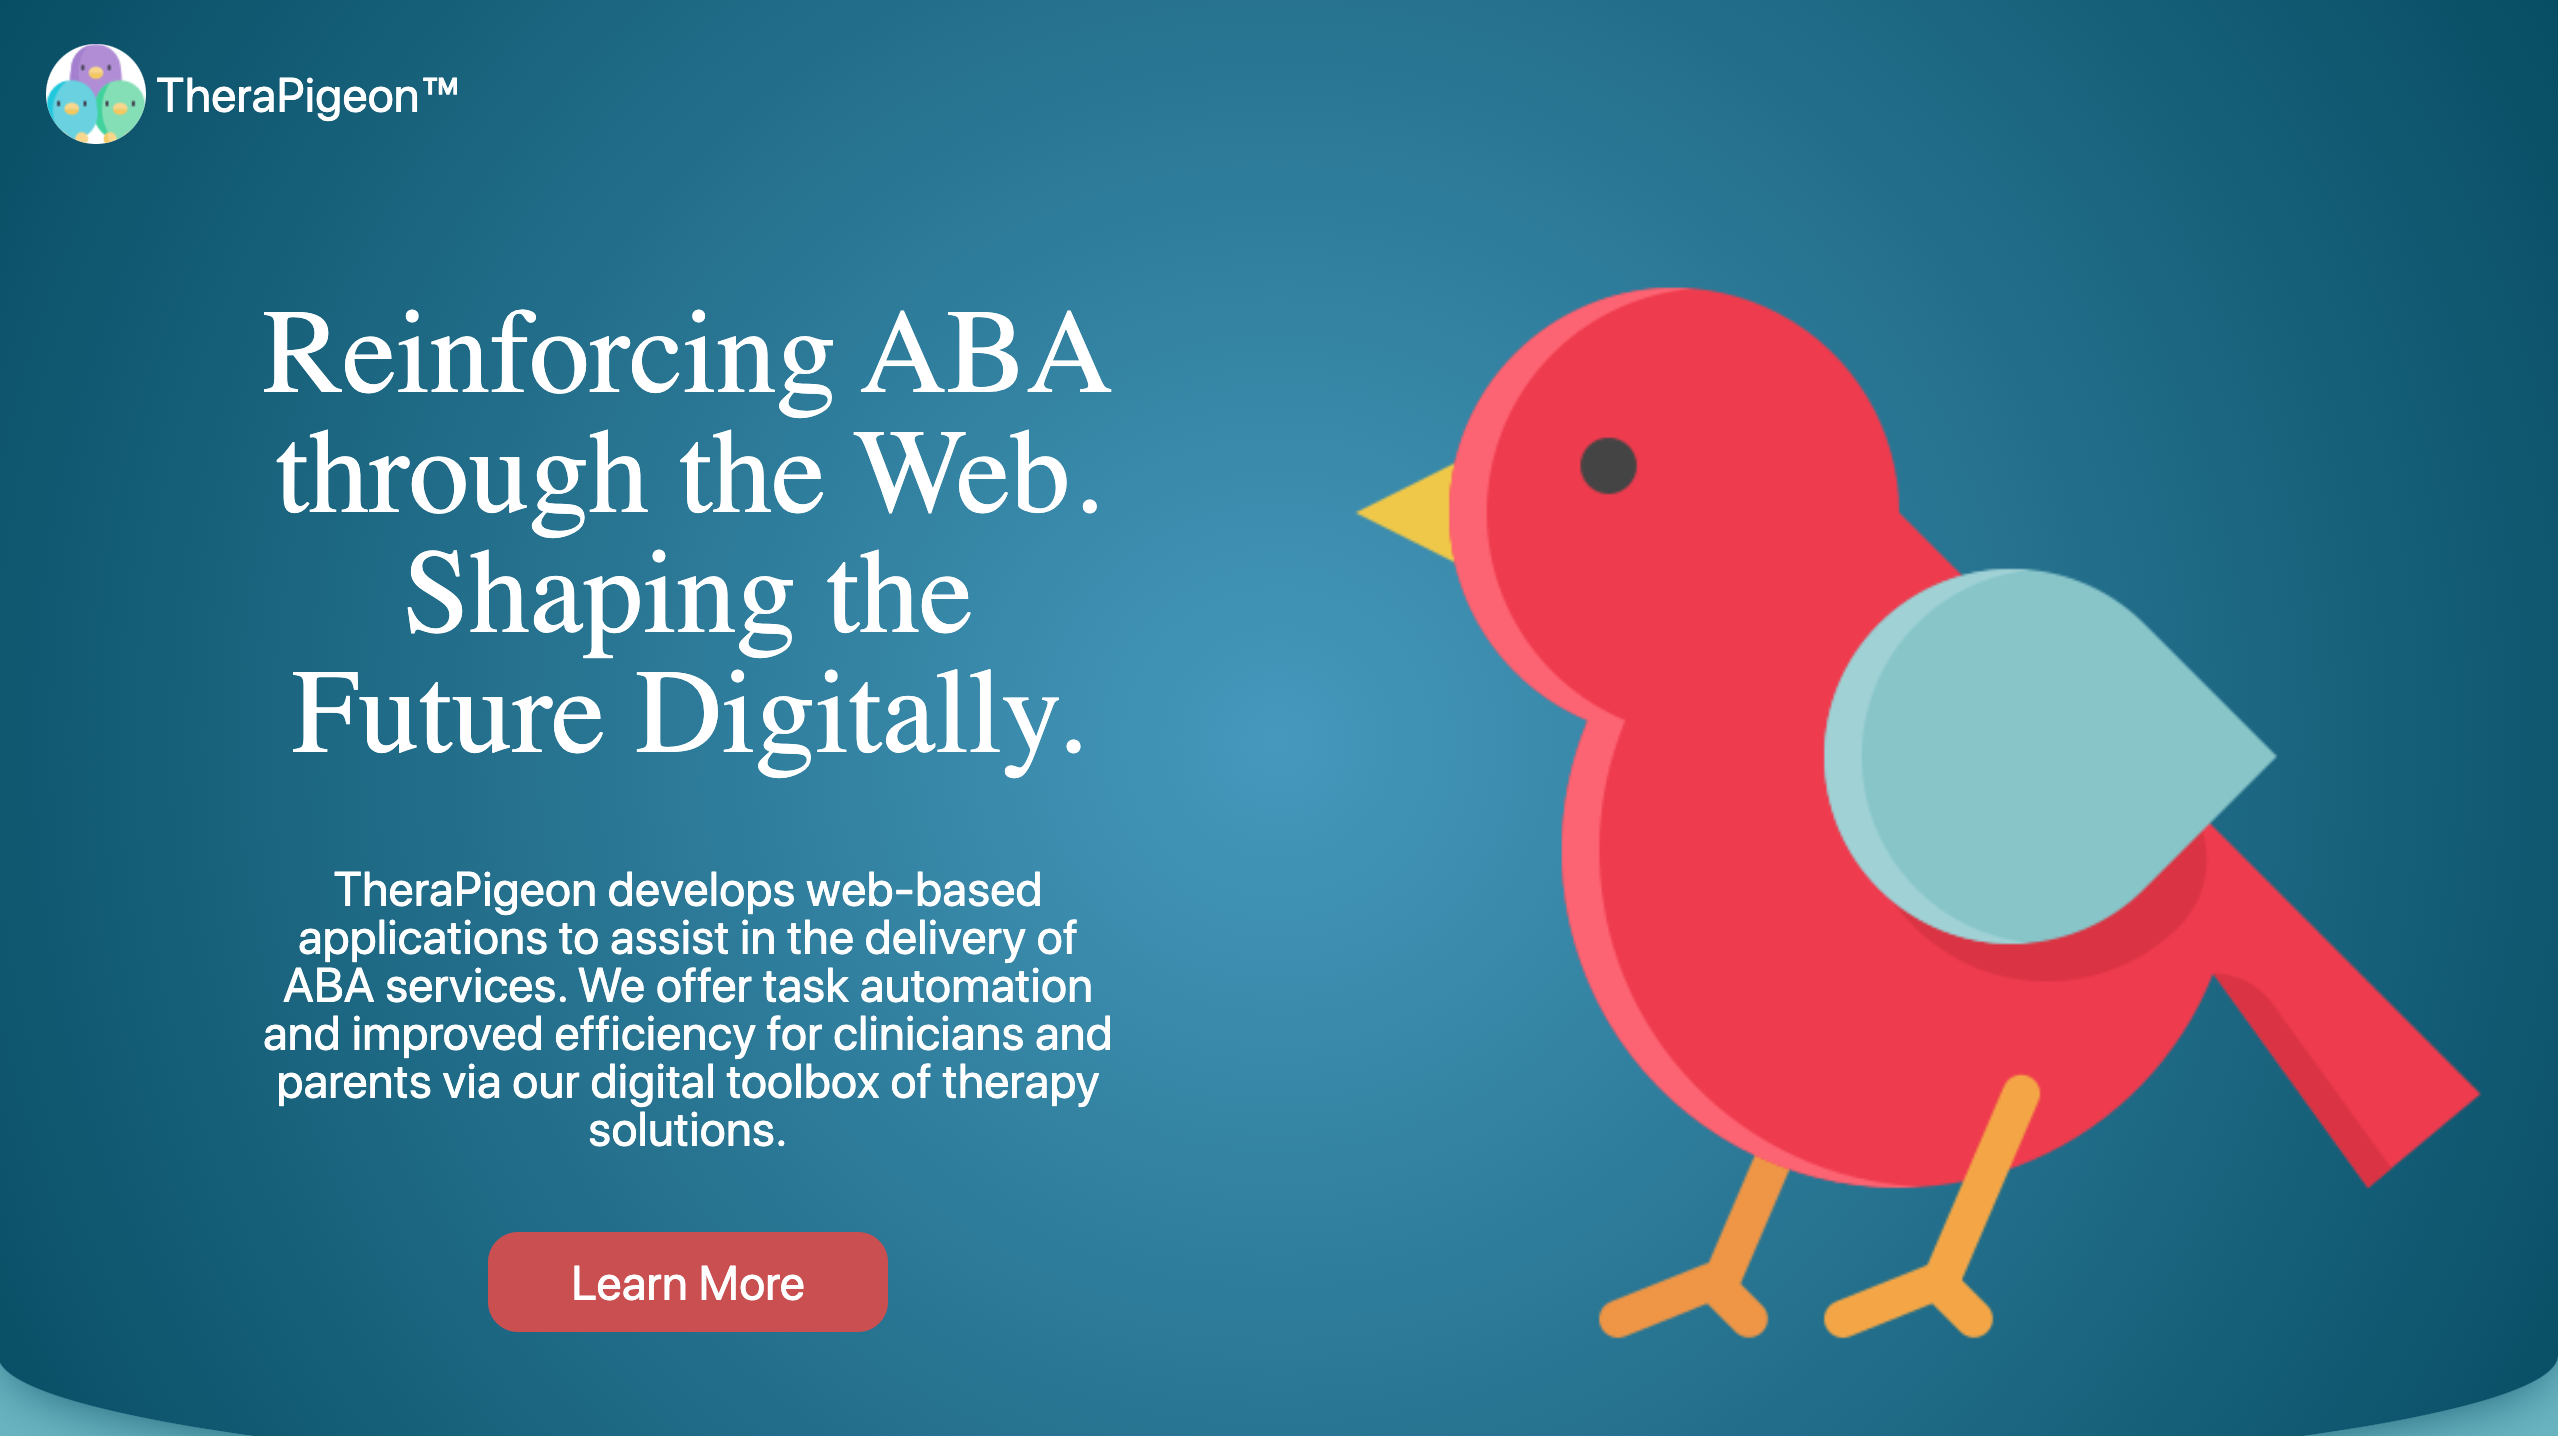 TheraPigeon™
Reinforcing ABA
through the Web.
Shaping the
Future Digitally.
TheraPigeon develops web-based
applications to assist in the delivery of
ABA services. We offer task automation
and improved efficiency for clinicians and
parents via our digital toolbox of therapy
solutions.
Learn More